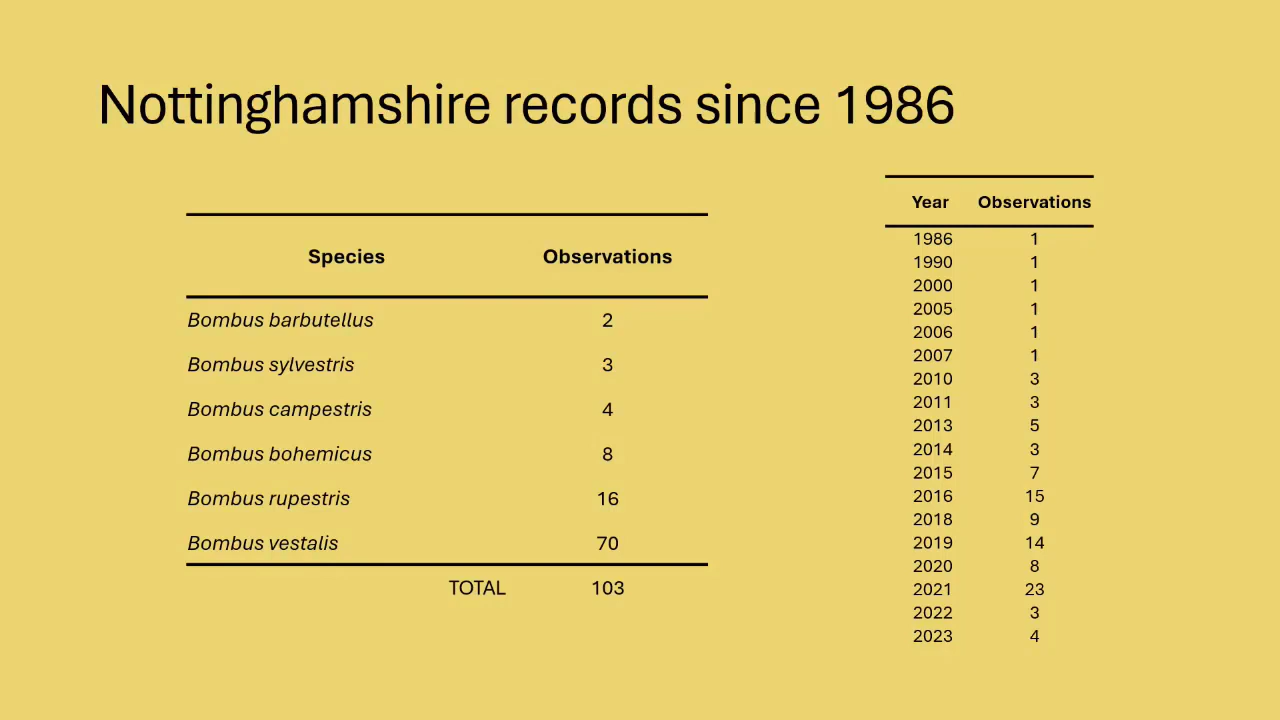 Nottinghamshire records since 1986
Species Observations
Bombus barbutellus 2
Bombus sylvestris 3
Bombus campestris 4
Bombus bohemicus 8
Bombus rupestris 16
Bombus vestalis 70
TOTAL 103
Year Observations
1986 1
1990 1
2000 1
2005 1
2006 1
2007 1
2010 3
2011 3
2013 5
2014 3
2015 7
2016 15
2018 9
2019 14
2020 8
2021 23
2022 3
2023 4